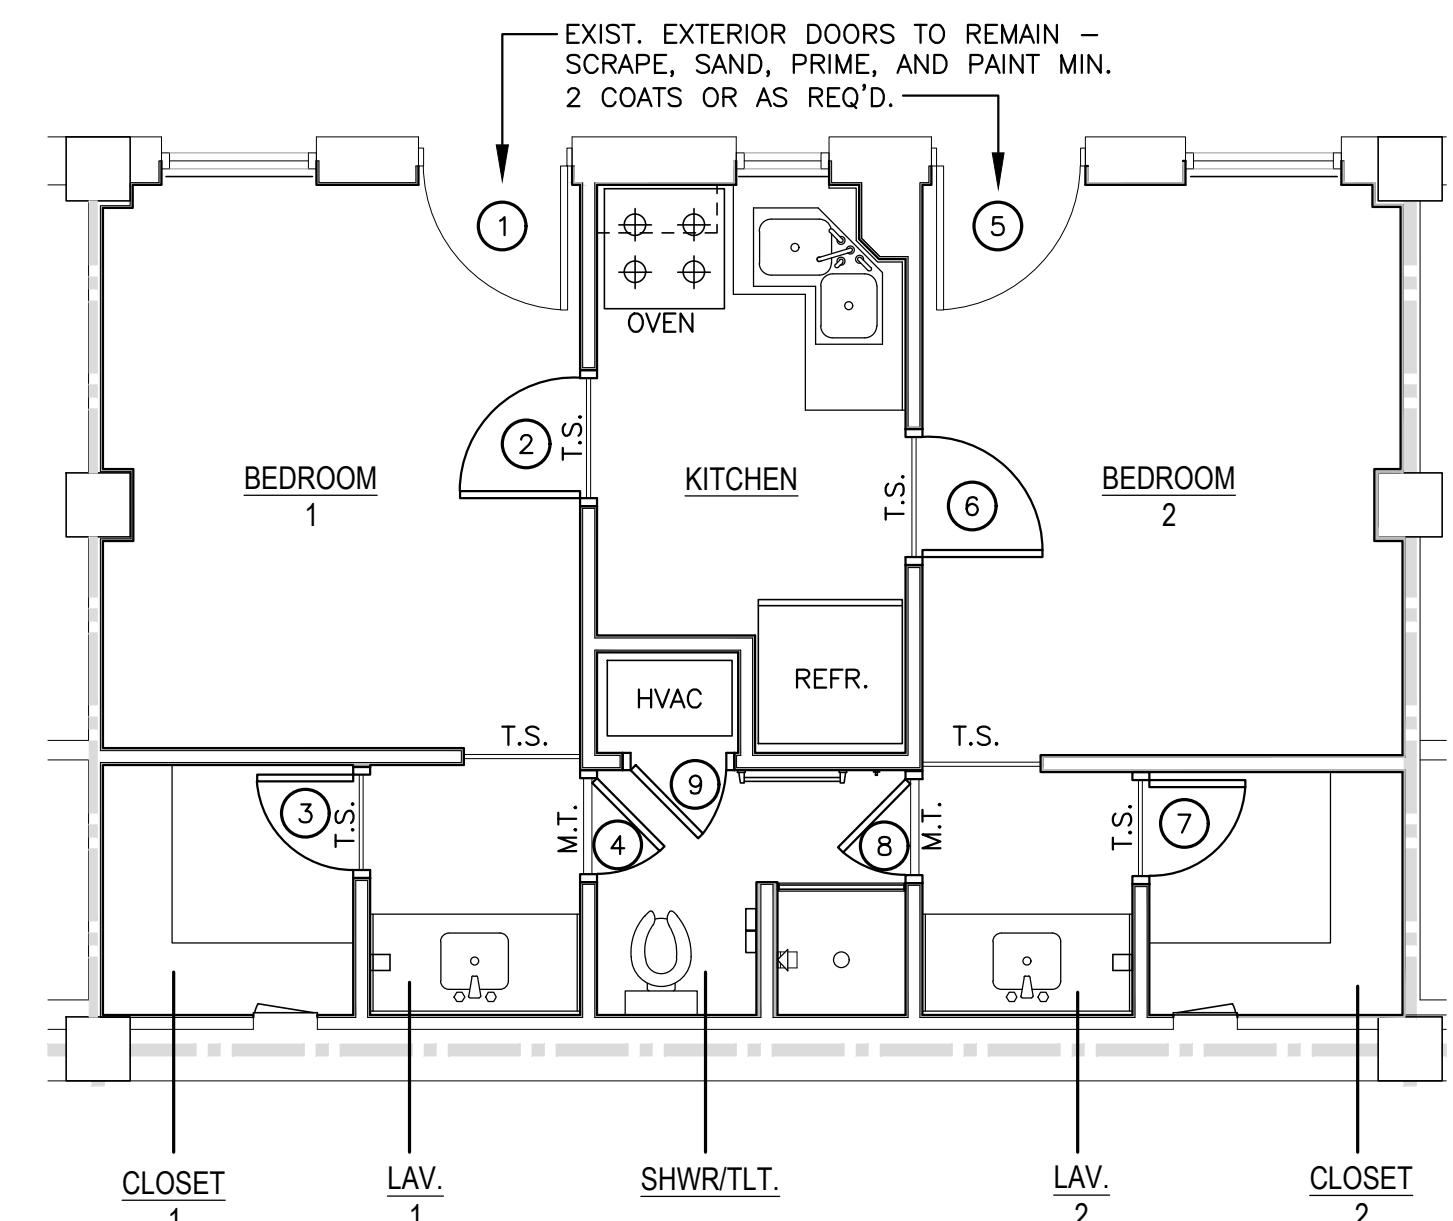 EXIST. EXTERIOR DOORS TO REMAIN –
SCRAPE, SAND, PRIME, AND PAINT MIN.
2 COATS OR AS REQ'D.
1
5
OVEN
2
T.S.
BEDROOM
1
KITCHEN
T.S.
6
BEDROOM
2
HVAC
REFR.
T.S.
T.S.
3
T.S.
M.T.
4
9
8
M.T.
T.S.
7
CLOSET
1
LAV.
1
SHWR/TLT.
LAV.
2
CLOSET
2